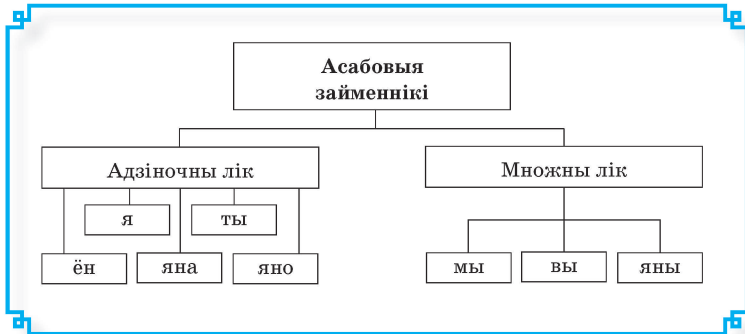 Асабовыя
займеннікі
Адзіночны лік
Множны лік
я
ты
ён
яна
яно
мы
вы
яны